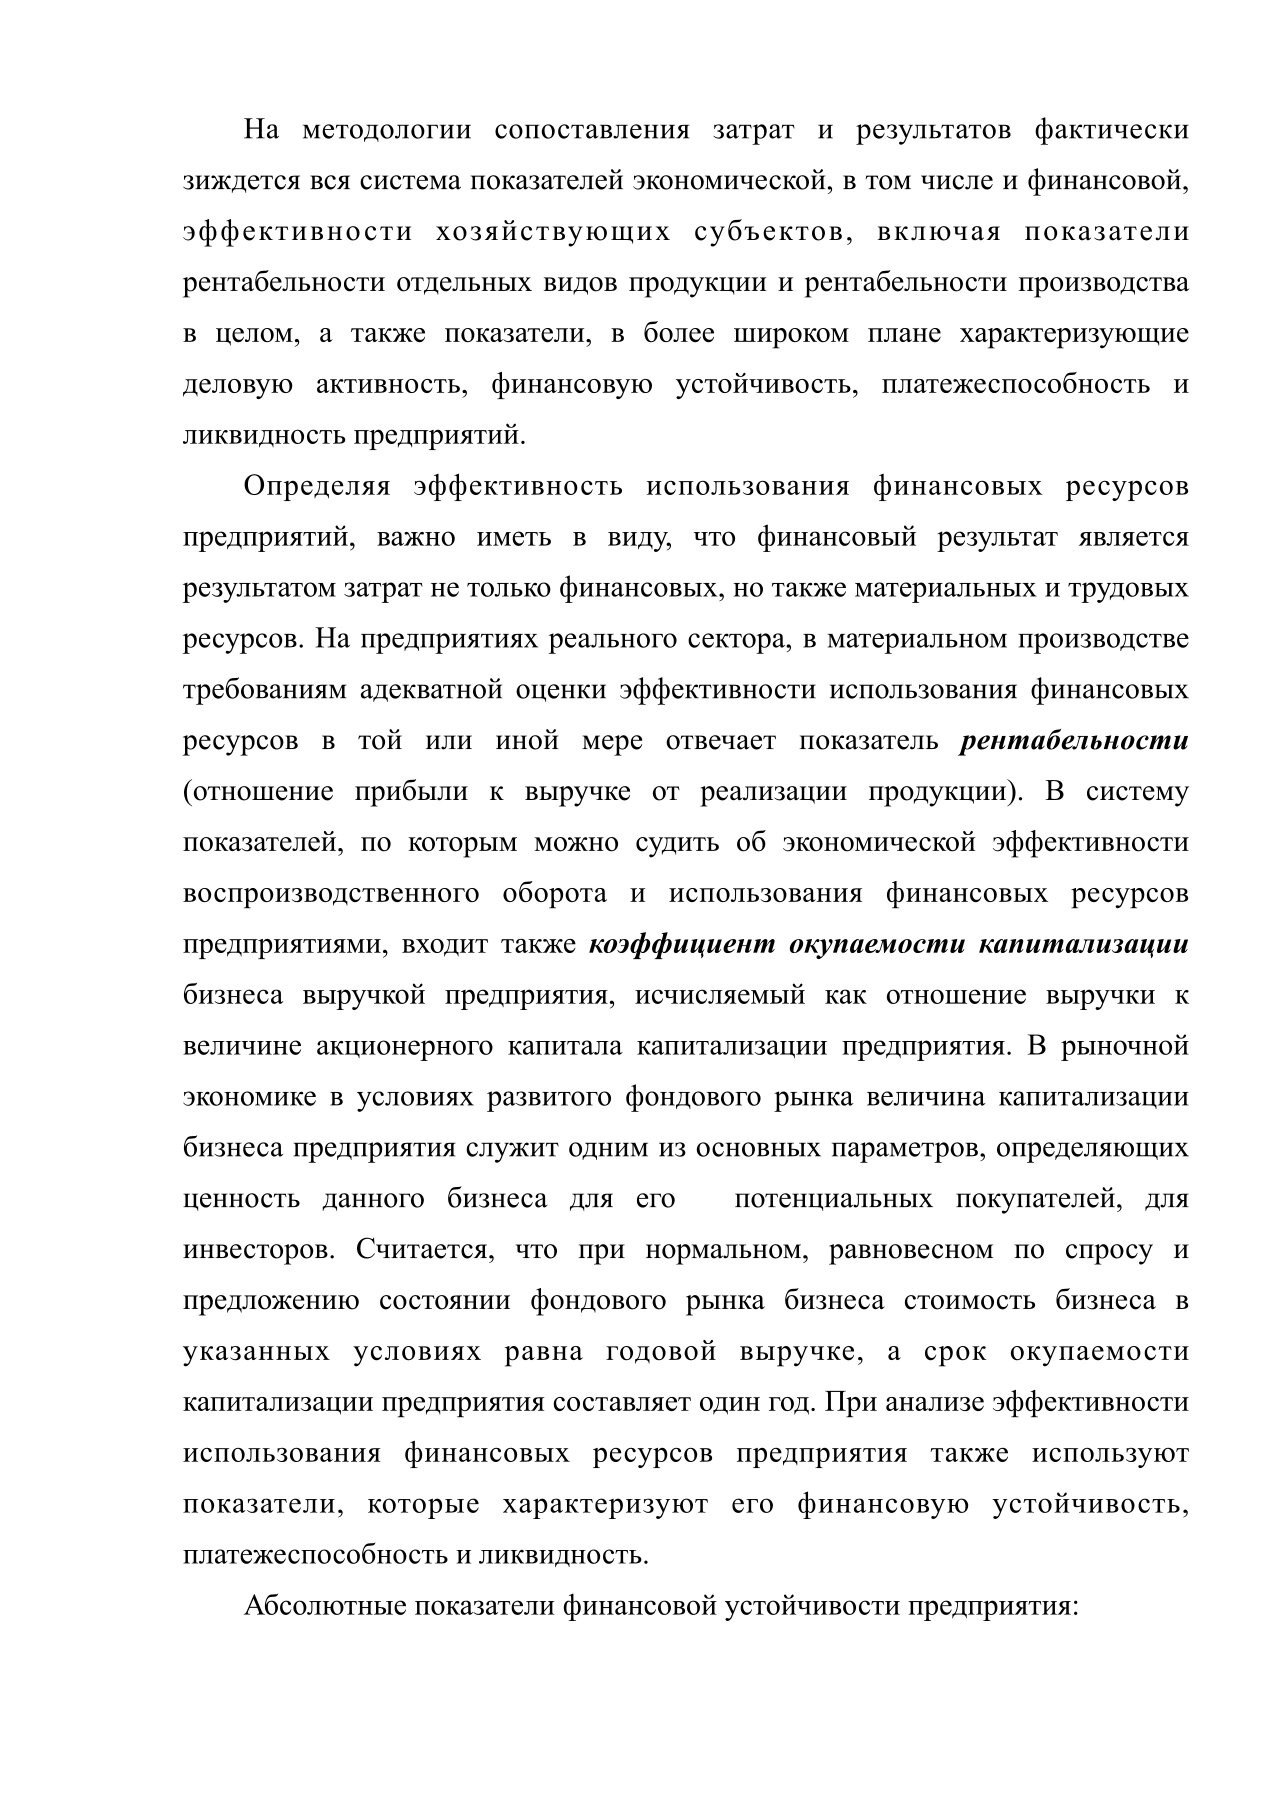 На методологии сопоставления затрат и результатов фактически
зиждется вся система показателей экономической, в том числе и финансовой,
эффективности хозяйствующих субъектов, включая показатели
рентабельности отдельных видов продукции и рентабельности производства
в целом, а также показатели, в более широком плане характеризующие
деловую активность, финансовую устойчивость, платежеспособность и
ликвидность предприятий.
Определяя эффективность использования финансовых ресурсов
предприятий, важно иметь в виду, что финансовый результат является
результатом затрат не только финансовых, но также материальных и трудовых
ресурсов. На предприятиях реального сектора, в материальном производстве
требованиям адекватной оценки эффективности использования финансовых
ресурсов в той или иной мере отвечает показатель рентабельности
(отношение прибыли к выручке от реализации продукции). В систему
показателей, по которым можно судить об экономической эффективности
воспроизводственного оборота и использования финансовых ресурсов
предприятиями, входит также коэффициент окупаемости капитализации
бизнеса выручкой предприятия, исчисляемый как отношение выручки к
величине акционерного капитала капитализации предприятия. В рыночной
экономике в условиях развитого фондового рынка величина капитализации
бизнеса предприятия служит одним из основных параметров, определяющих
ценность данного бизнеса для его потенциальных покупателей, для
инвесторов. Считается, что при нормальном, равновесном по спросу и
предложению состоянии фондового рынка бизнеса стоимость бизнеса в
указанных условиях равна годовой выручке, а срок окупаемости
капитализации предприятия составляет один год. При анализе эффективности
использования финансовых ресурсов предприятия также используют
показатели, которые характеризуют его финансовую устойчивость,
платежеспособность и ликвидность.
Абсолютные показатели финансовой устойчивости предприятия: